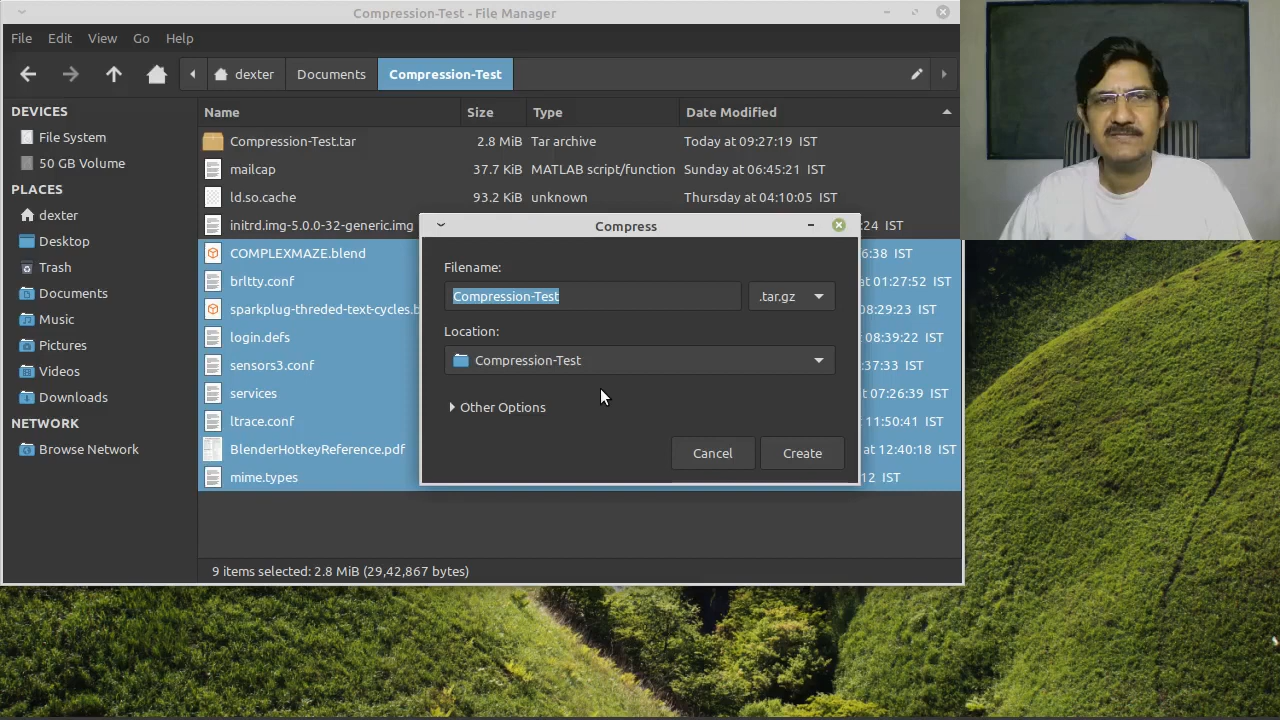 Compression-Test - File Manager
File Edit View Go Help
dexter Documents Compression-Test
DEVICES
File System
50 GB Volume
PLACES
dexter
Desktop
Trash
Documents
Music
Pictures
Videos
Downloads
NETWORK
Browse Network
Name Size Type Date Modified
Compression-Test.tar 2.8 MiB Tar archive Today at 09:27:19 IST
mailcap 37.7 KiB MATLAB script/function Sunday at 06:45:21 IST
ld.so.cache 93.2 KiB unknown Thursday at 04:10:05 IST
initrd.img-5.0.0-32-generic.img :24 IST
COMPLEXMAZE.blend 6:38 IST
brltty.conf at 01:27:52 IST
sparkplug-threded-text-cycles.b 08:29:23 IST
login.defs 08:39:22 IST
sensors3.conf :37:33 IST
services at 07:26:39 IST
ltrace.conf 11:50:41 IST
BlenderHotkeyReference.pdf at 12:40:18 IST
mime.types 12 IST
9 items selected: 2.8 MiB (29,42,867 bytes)
Compress
Filename:
Compression-Test .tar.gz
Location:
Compression-Test
Other Options
Cancel Create